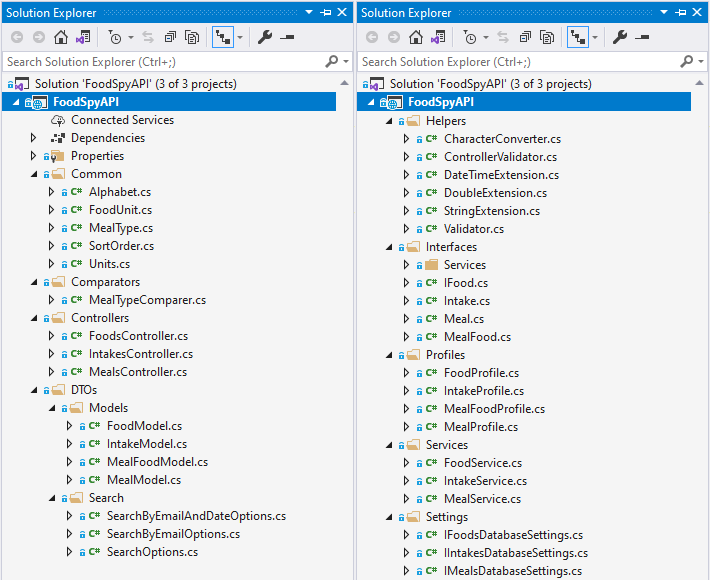 Solution Explorer
Search Solution Explorer (Ctrl+;)
Solution 'FoodSpyAPI' (3 of 3 projects)
FoodSpyAPI
Connected Services
Dependencies
Properties
Common
C# Alphabet.cs
C# FoodUnit.cs
C# MealType.cs
C# SortOrder.cs
C# Units.cs
Comparators
C# MealTypeComparer.cs
Controllers
C# FoodsController.cs
C# IntakesController.cs
C# MealsController.cs
DTOs
Models
C# FoodModel.cs
C# IntakeModel.cs
C# MealFoodModel.cs
C# MealModel.cs
Search
C# SearchByEmailAndDateOptions.cs
C# SearchByEmailOptions.cs
C# SearchOptions.cs
Solution Explorer
Search Solution Explorer (Ctrl+;)
Solution 'FoodSpyAPI' (3 of 3 projects)
FoodSpyAPI
Helpers
C# CharacterConverter.cs
C# ControllerValidator.cs
C# DateTimeExtension.cs
C# DoubleExtension.cs
C# StringExtension.cs
C# Validator.cs
Interfaces
Services
C# IFood.cs
C# Intake.cs
C# Meal.cs
C# MealFood.cs
Profiles
C# FoodProfile.cs
C# IntakeProfile.cs
C# MealFoodProfile.cs
C# MealProfile.cs
Services
C# FoodService.cs
C# IntakeService.cs
C# MealService.cs
Settings
C# IFoodsDatabaseSettings.cs
C# IIntakesDatabaseSettings.cs
C# IMealsDatabaseSettings.cs